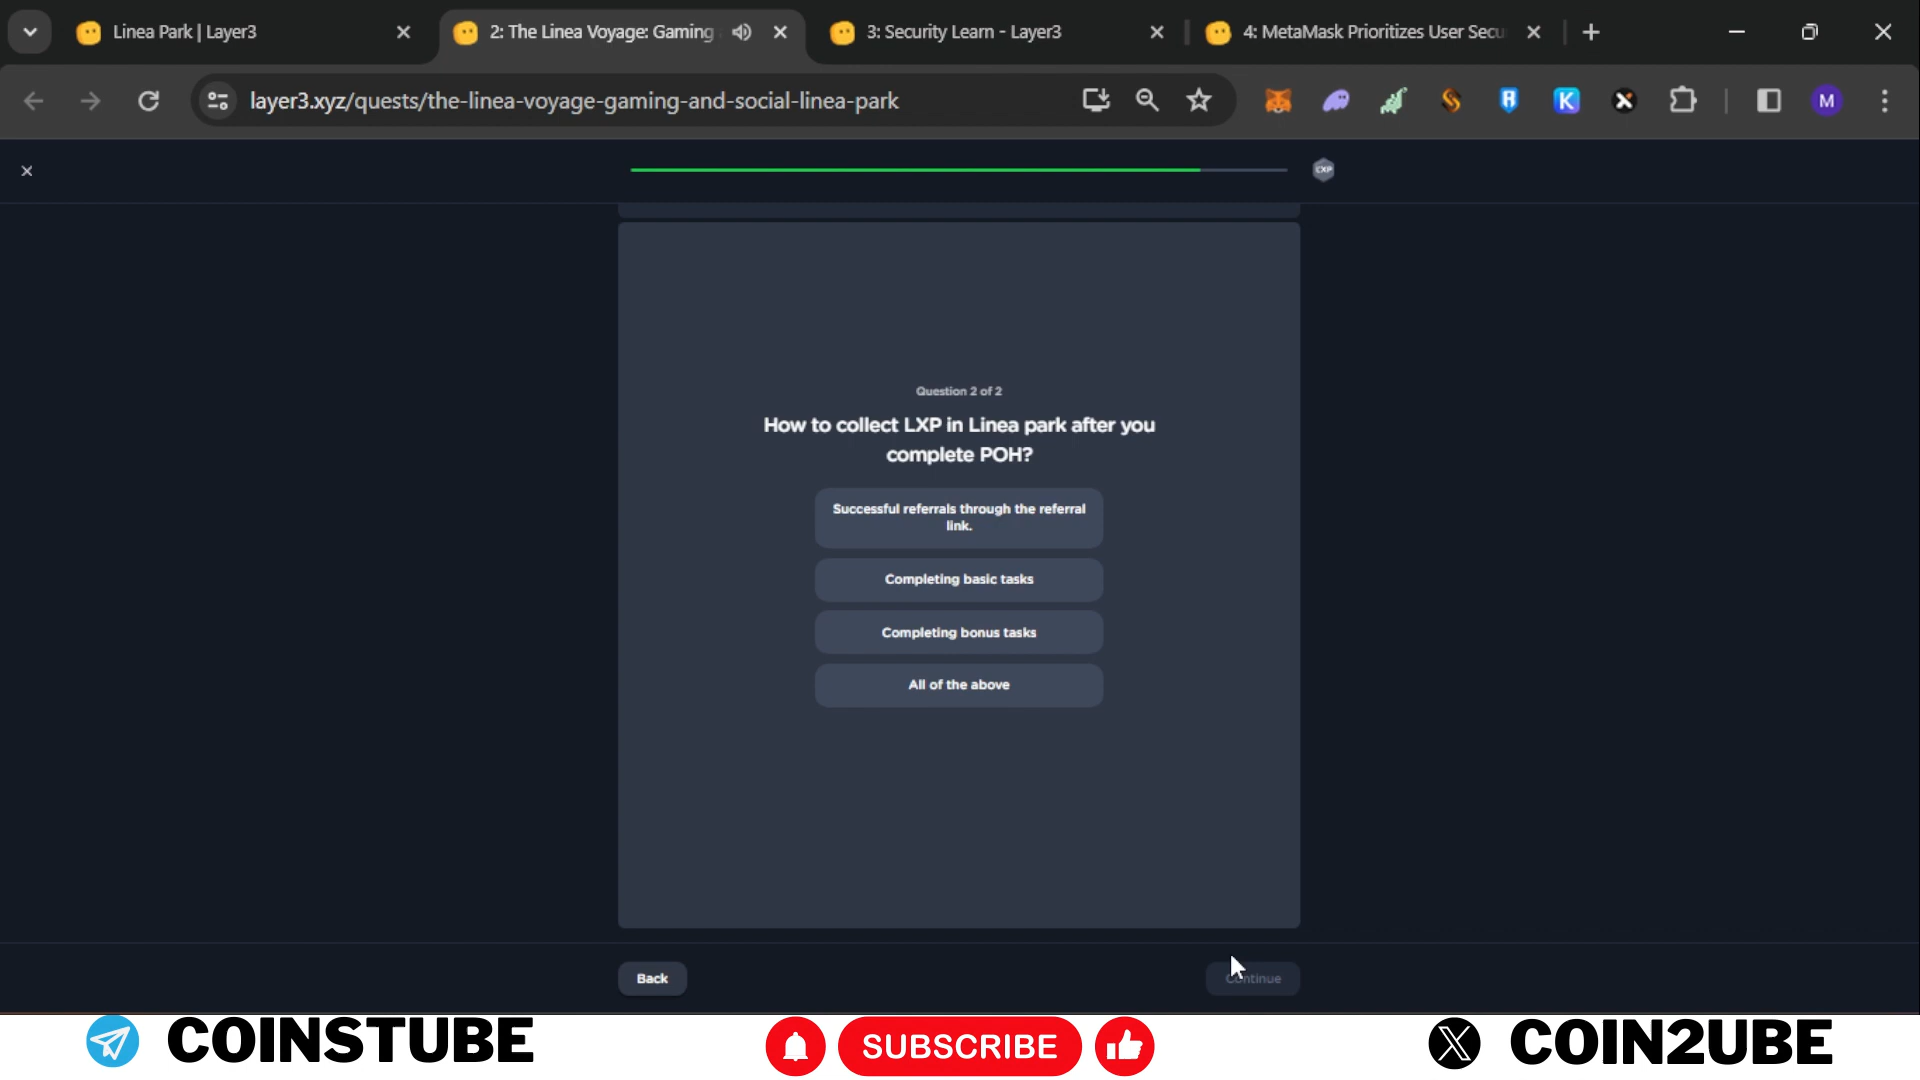 Linea Park | Layer3
2: The Linea Voyage: Gaming
3: Security Learn - Layer3
4: MetaMask Prioritizes User Secu
layer3.xyz/quests/the-linea-voyage-gaming-and-social-linea-park
M
LXP
Question 2 of 2
How to collect LXP in Linea park after you
complete POH?
Successful referrals through the referral
link.
Completing basic tasks
Completing bonus tasks
All of the above
Back
Continue
COINSTUBE
SUBSCRIBE
COIN2UBE